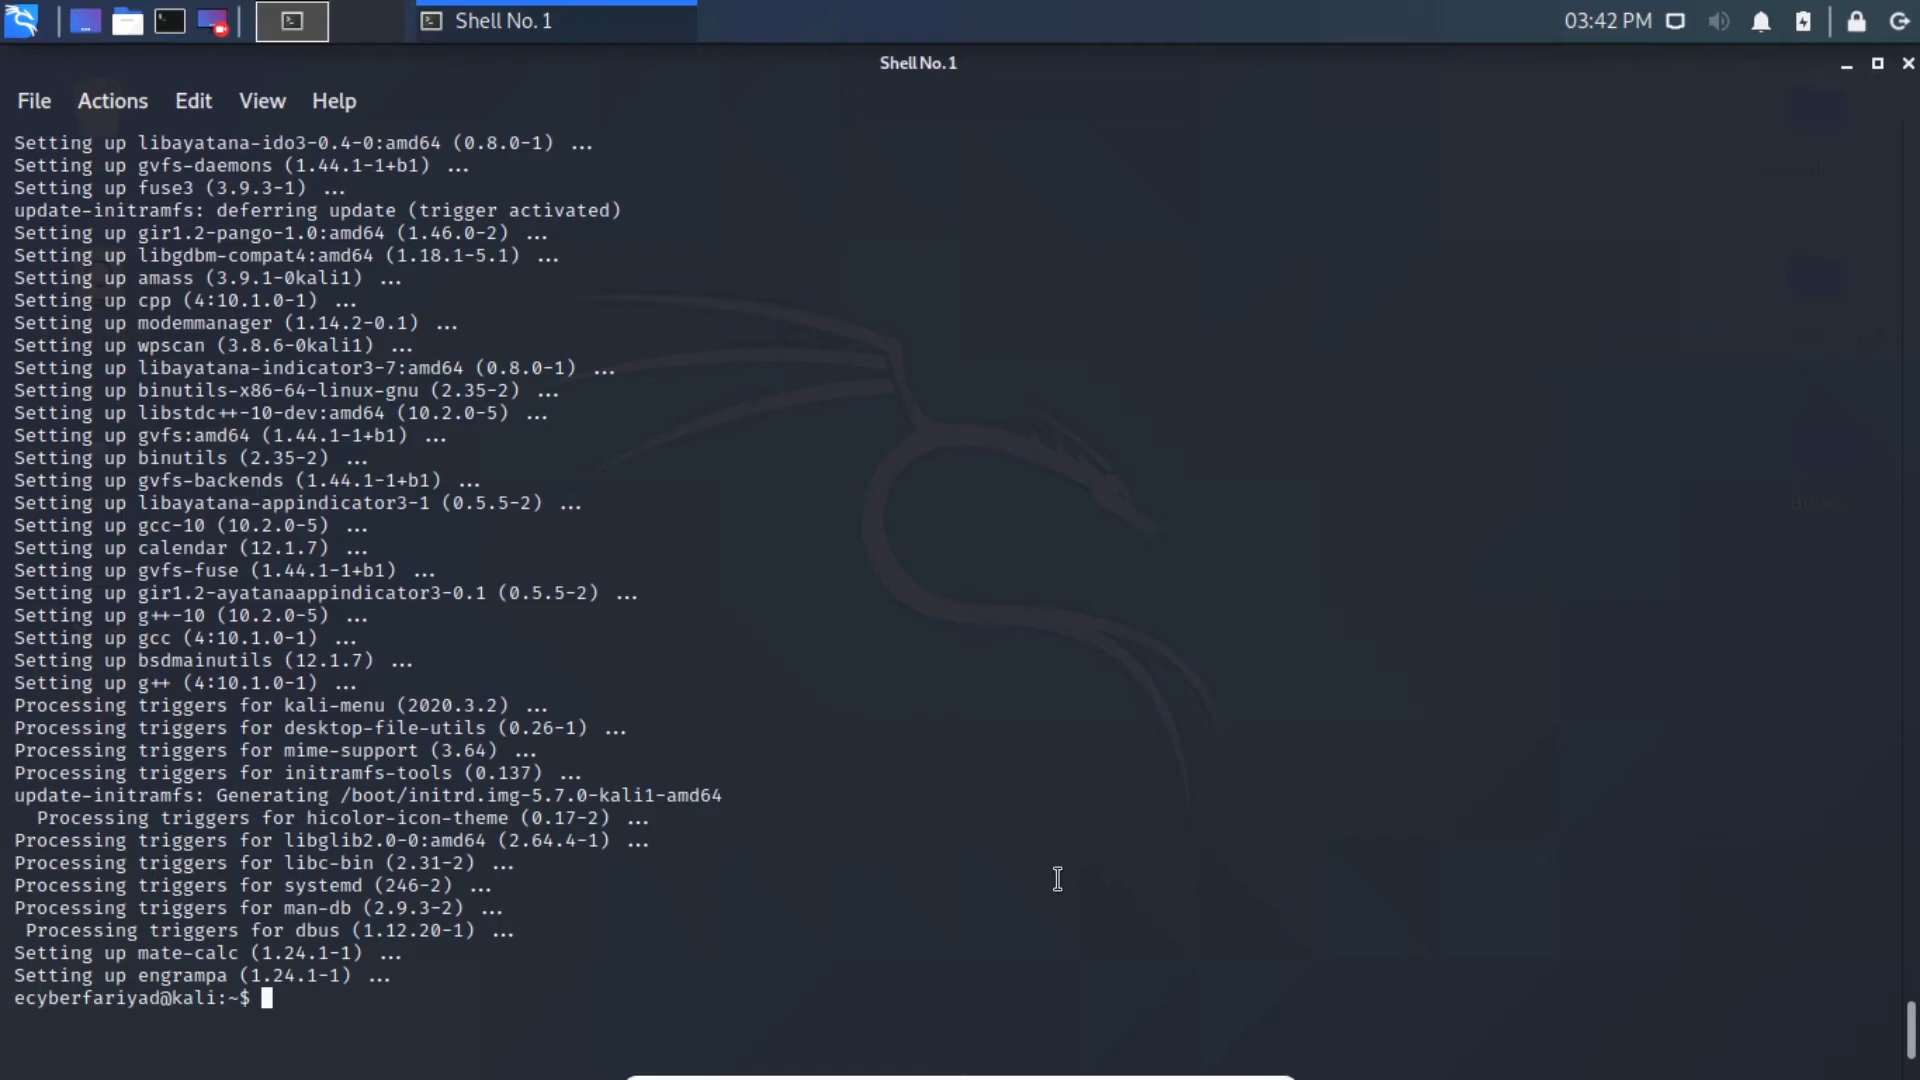 Shell No. 1
03:42 PM
Shell No. 1
File Actions Edit View Help
Setting up libayatana-ido3-0.4-0:amd64 (0.8.0-1) ...
Setting up gvfs-daemons (1.44.1-1+b1) ...
Setting up fuse3 (3.9.3-1) ...
update-initramfs: deferring update (trigger activated)
Setting up gir1.2-pango-1.0:amd64 (1.46.0-2) ...
Setting up libgdbm-compat4:amd64 (1.18.1-5.1) ...
Setting up amass (3.9.1-0kali1) ...
Setting up cpp (4:10.1.0-1) ...
Setting up modemmanager (1.14.2-0.1) ...
Setting up wpscan (3.8.6-0kali1) ...
Setting up libayatana-indicator3-7:amd64 (0.8.0-1) ...
Setting up binutils-x86-64-linux-gnu (2.35-2) ...
Setting up libstdc++-10-dev:amd64 (10.2.0-5) ...
Setting up gvfs:amd64 (1.44.1-1+b1) ...
Setting up binutils (2.35-2) ...
Setting up gvfs-backends (1.44.1-1+b1) ...
Setting up libayatana-appindicator3-1 (0.5.5-2) ...
Setting up gcc-10 (10.2.0-5) ...
Setting up calendar (12.1.7) ...
Setting up gvfs-fuse (1.44.1-1+b1) ...
Setting up gir1.2-ayatanaappindicator3-0.1 (0.5.5-2) ...
Setting up g++-10 (10.2.0-5) ...
Setting up gcc (4:10.1.0-1) ...
Setting up bsdmainutils (12.1.7) ...
Setting up g++ (4:10.1.0-1) ...
Processing triggers for kali-menu (2020.3.2) ...
Processing triggers for desktop-file-utils (0.26-1) ...
Processing triggers for mime-support (3.64) ...
Processing triggers for initramfs-tools (0.137) ...
update-initramfs: Generating /boot/initrd.img-5.7.0-kali1-amd64
Processing triggers for hicolor-icon-theme (0.17-2) ...
Processing triggers for libglib2.0-0:amd64 (2.64.4-1) ...
Processing triggers for libc-bin (2.31-2) ...
Processing triggers for systemd (246-2) ...
Processing triggers for man-db (2.9.3-2) ...
Processing triggers for dbus (1.12.20-1) ...
Setting up mate-calc (1.24.1-1) ...
Setting up engrampa (1.24.1-1) ...
ecyberfariyad@kali:~$